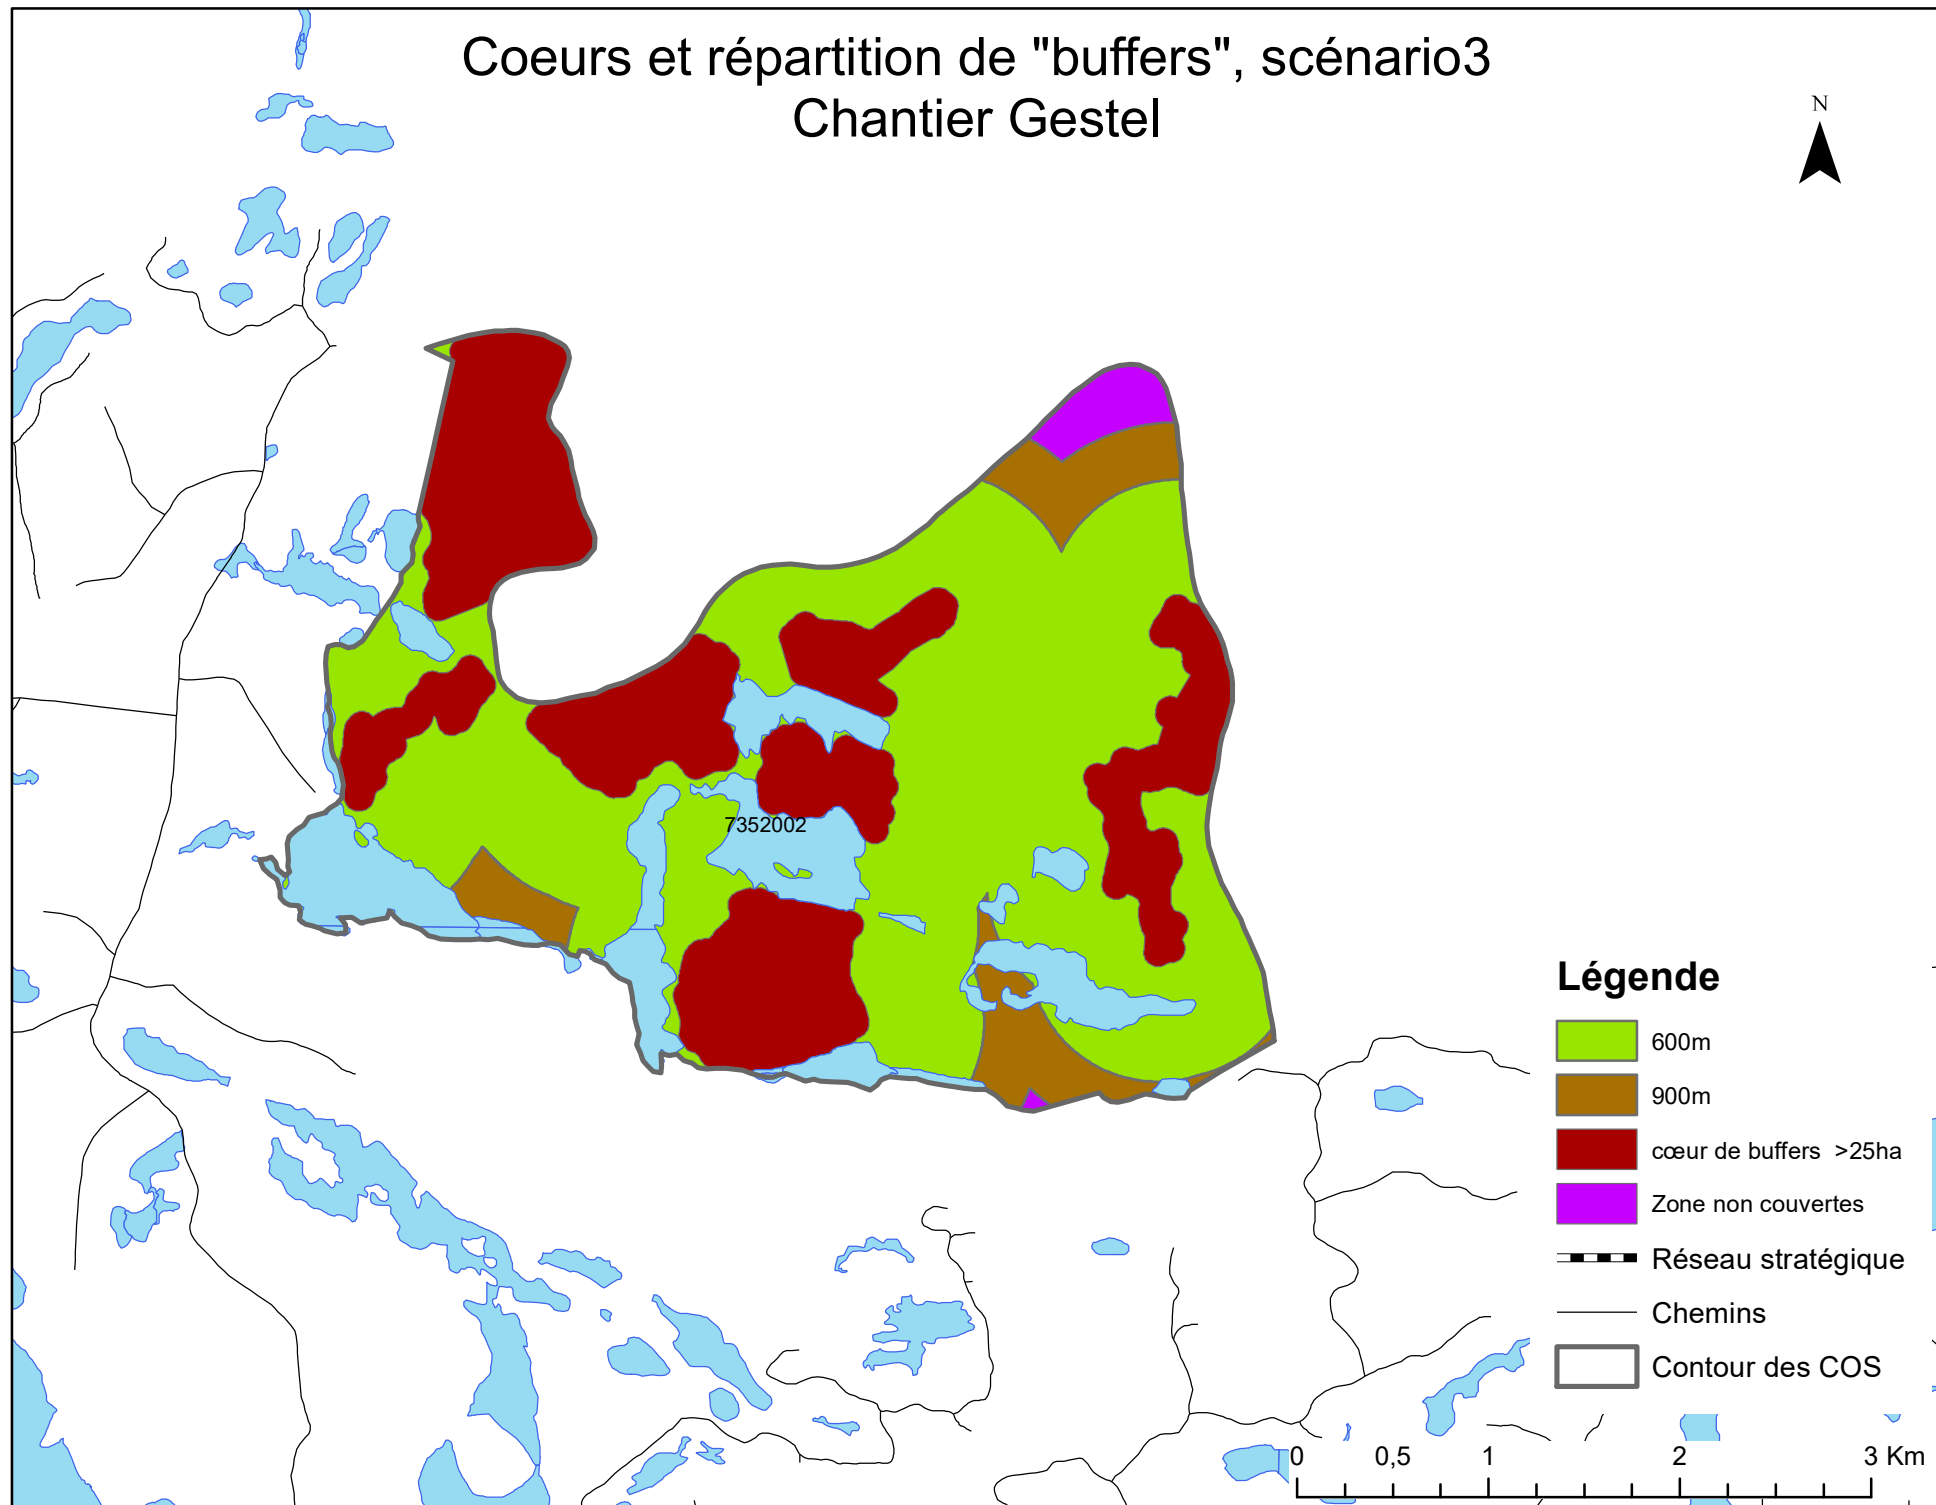 Coeurs et répartition de "buffers", scénario3
Chantier Gestel
N
7352002
Légende
600m
900m
cœur de buffers >25ha
Zone non couvertes
Réseau stratégique
Chemins
Contour des COS
0 0,5 1 2 3 Km